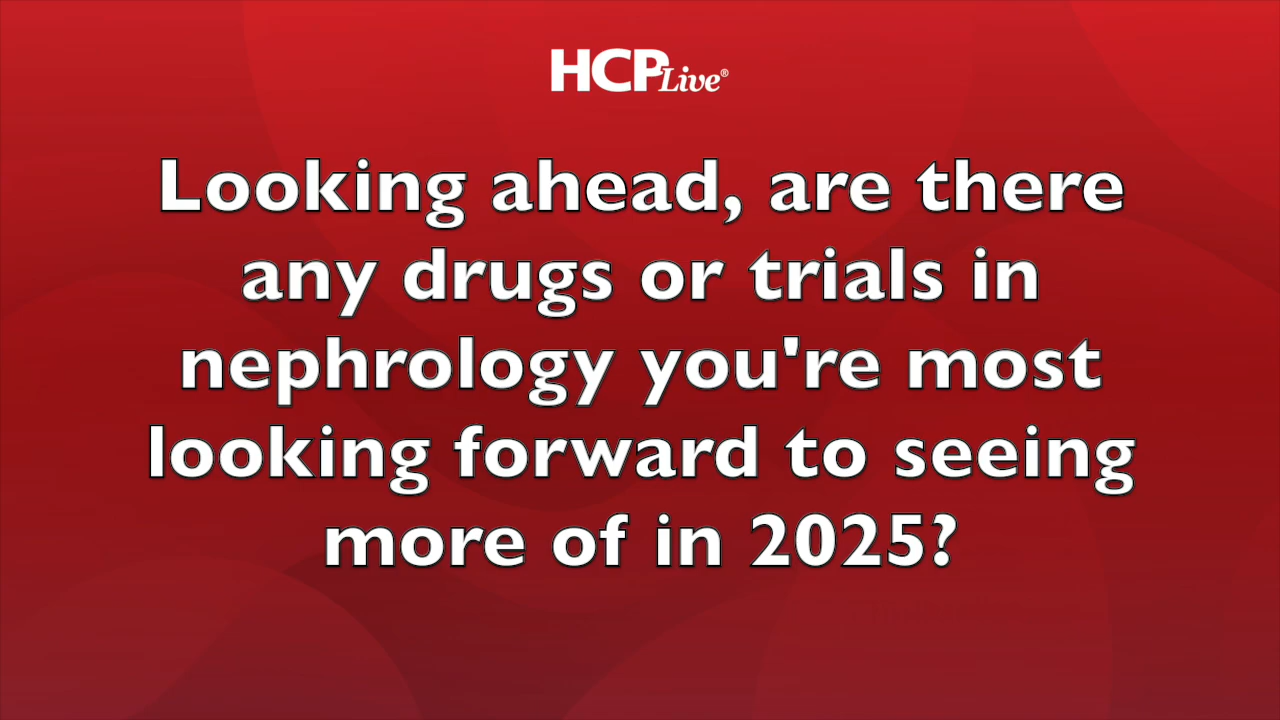 HCPLive®
Looking ahead, are there
any drugs or trials in
nephrology you're most
looking forward to seeing
more of in 2025?